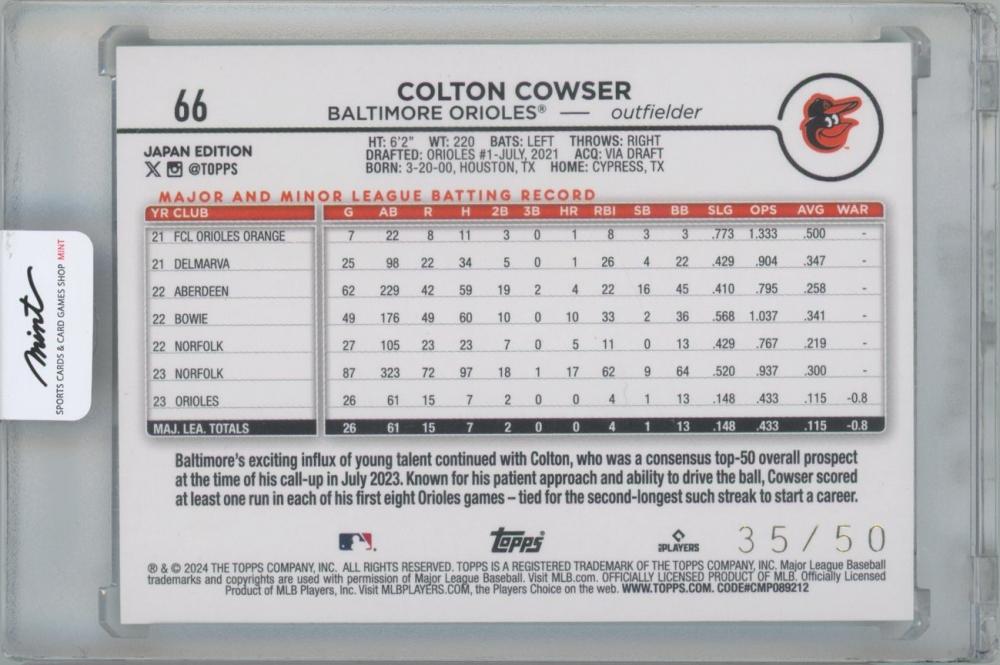 66
COLTON COWSER
BALTIMORE ORIOLES® — outfielder
JAPAN EDITION
@TOPPS
HT: 6'2" WT: 220 BATS: LEFT THROWS: RIGHT
DRAFTED: ORIOLES #1-JULY, 2021 ACQ: VIA DRAFT
BORN: 3-20-00, HOUSTON, TX HOME: CYPRESS, TX
MAJOR AND MINOR LEAGUE BATTING RECORD
YR CLUB G AB R H 2B 3B HR RBI SB BB SLG OPS AVG WAR
21 FCL ORIOLES ORANGE 7 22 8 11 3 0 1 8 3 3 .773 1.333 .500 -
21 DELMARVA 25 98 22 34 5 0 1 26 4 22 .429 .904 .347 -
22 ABERDEEN 62 229 42 59 19 2 4 22 16 45 .410 .795 .258 -
22 BOWIE 49 176 49 60 10 0 10 33 2 36 .568 1.037 .341 -
22 NORFOLK 27 105 23 23 7 0 5 11 0 13 .429 .767 .219 -
23 NORFOLK 87 323 72 97 18 1 17 62 9 64 .520 .937 .300 -
23 ORIOLES 26 61 15 7 2 0 0 4 1 13 .148 .433 .115 -0.8
MAJ. LEA. TOTALS 26 61 15 7 2 0 0 4 1 13 .148 .433 .115 -0.8
Baltimore's exciting influx of young talent continued with Colton, who was a consensus top-50 overall prospect
at the time of his call-up in July 2023. Known for his patient approach and ability to drive the ball, Cowser scored
at least one run in each of his first eight Orioles games – tied for the second-longest such streak to start a career.
Topps®
PLAYERS
35/50
® & © 2024 THE TOPPS COMPANY, INC. ALL RIGHTS RESERVED. TOPPS IS A REGISTERED TRADEMARK OF THE TOPPS COMPANY, INC. Major League Baseball
trademarks and copyrights are used with permission of Major League Baseball. Visit MLB.com. OFFICIALLY LICENSED PRODUCT OF MLB. Officially Licensed
Product of MLB Players, Inc. Visit MLBPLAYERS.COM, the Players Choice on the web. WWW.TOPPS.COM. CODE#CMP089212
mint
SPORTS CARDS & CARD GAMES SHOP MINT